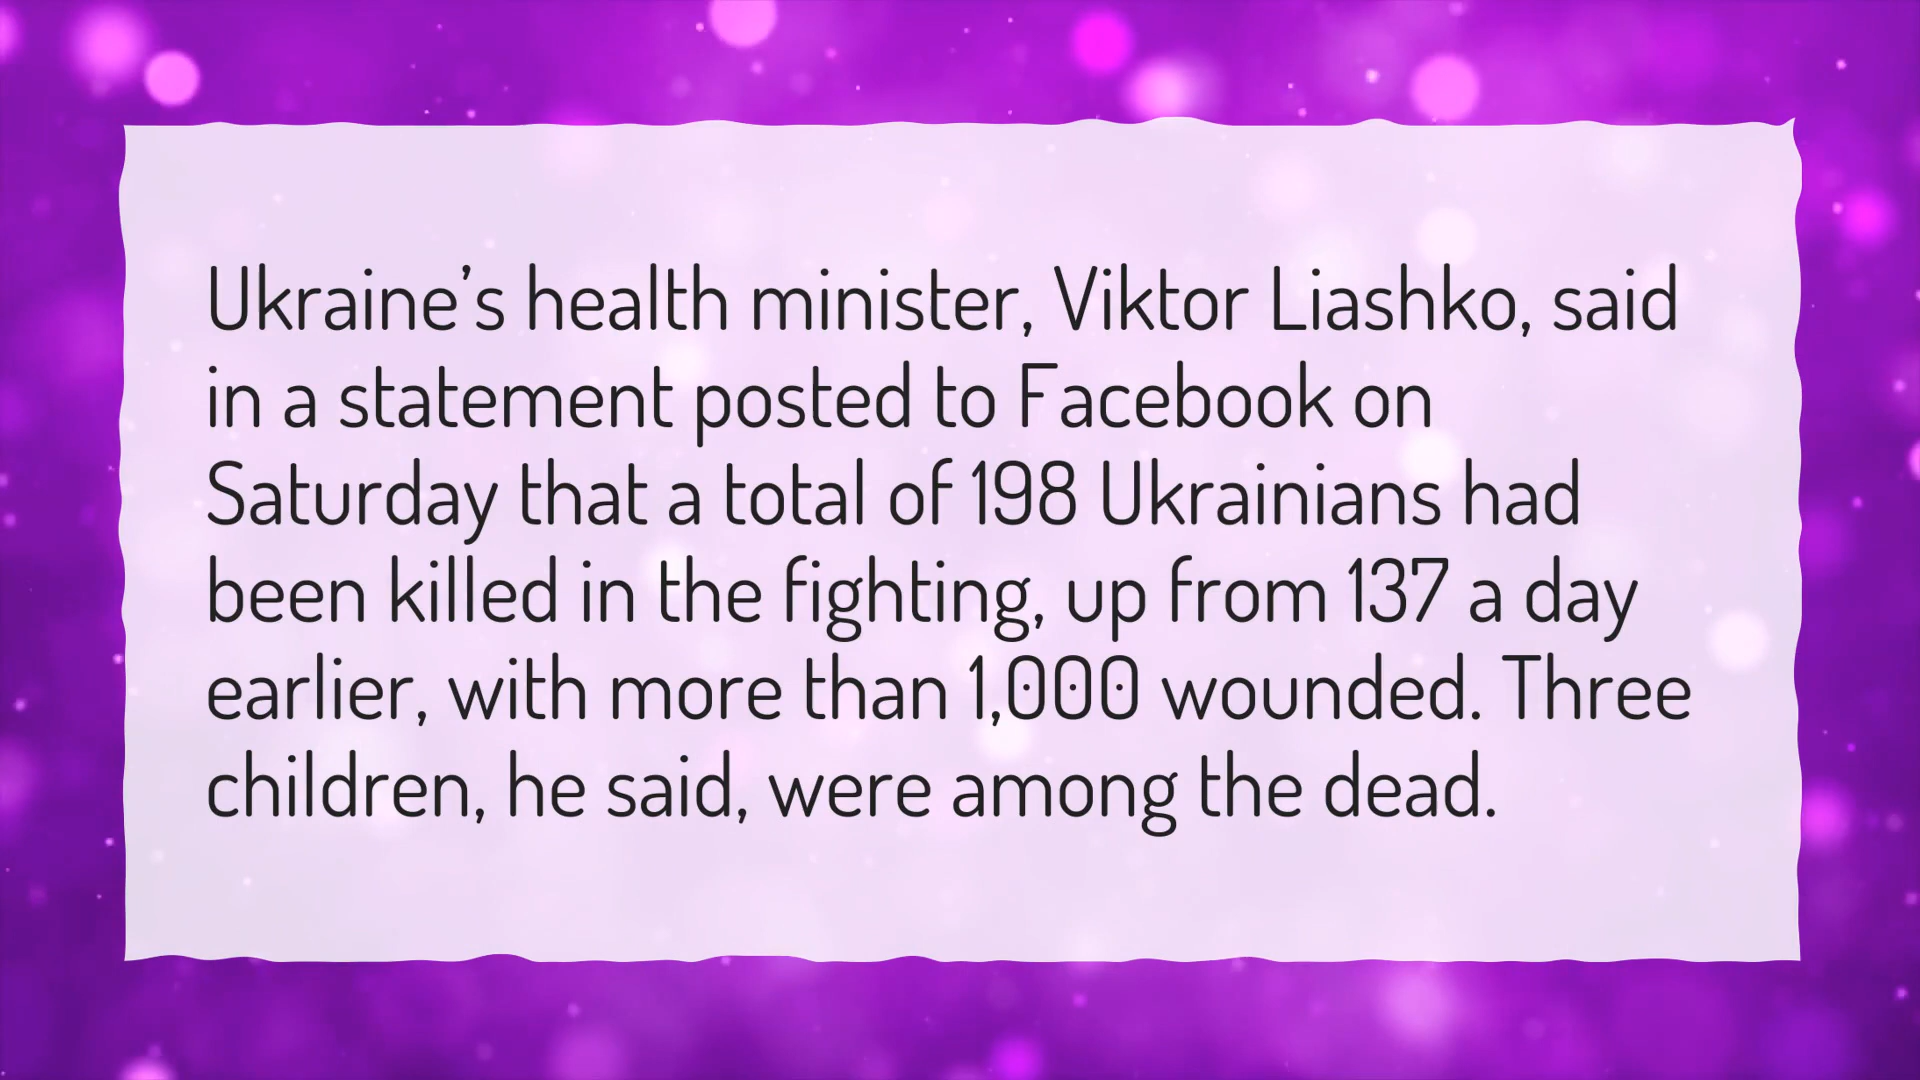 Ukraine’s health minister, Viktor Liashko, said
in a statement posted to Facebook on
Saturday that a total of 198 Ukrainians had
been killed in the fighting, up from 137 a day
earlier, with more than 1,000 wounded. Three
children, he said, were among the dead.